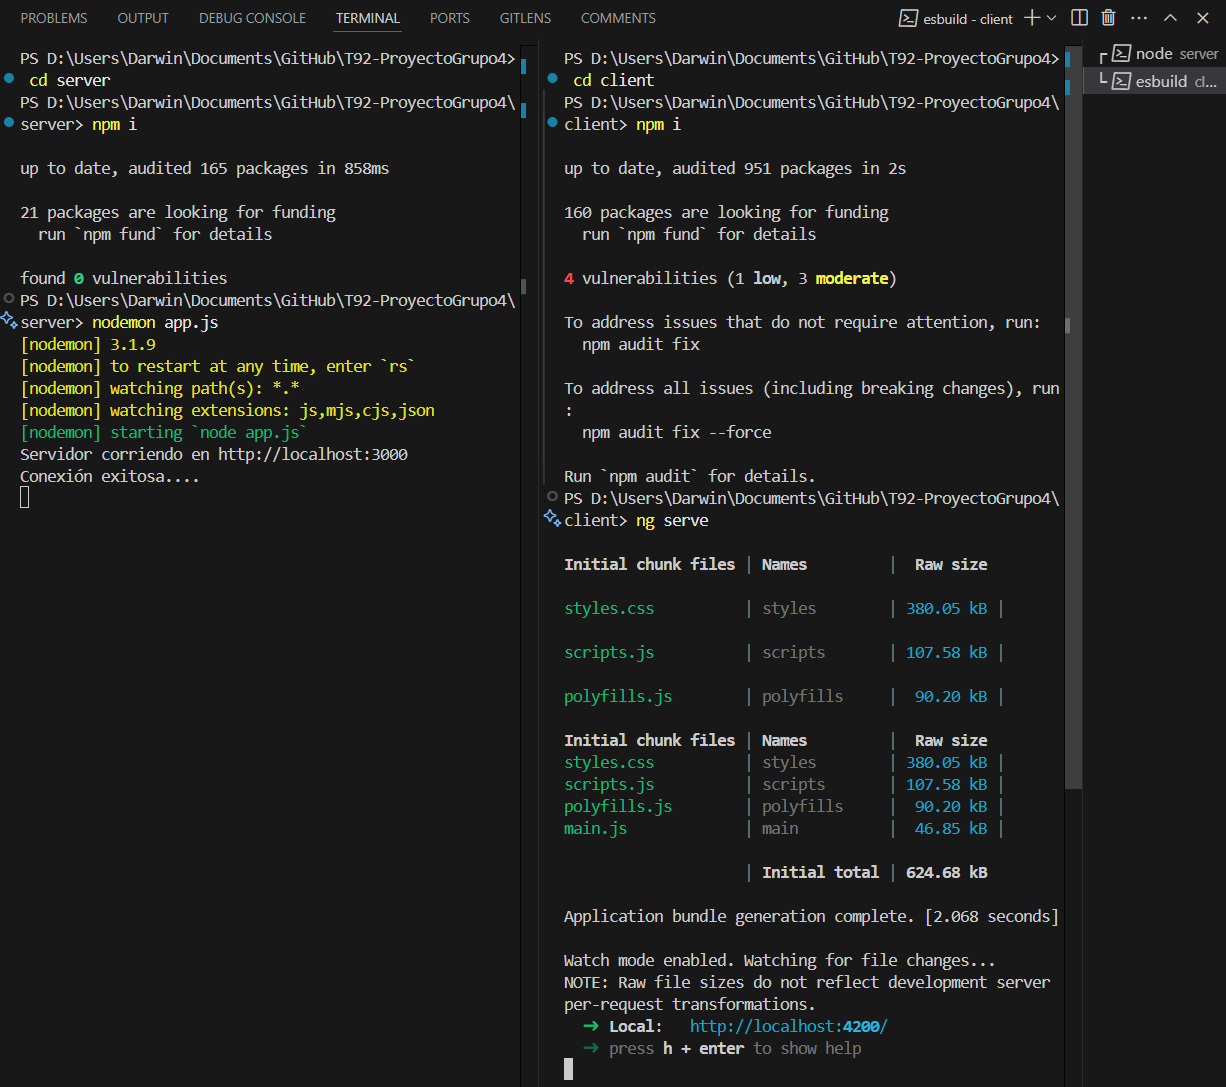 PROBLEMS OUTPUT DEBUG CONSOLE TERMINAL PORTS GITLENS COMMENTS esbuild - client
PS D:\Users\Darwin\Documents\GitHub\T92-ProyectoGrupo4>
cd server
PS D:\Users\Darwin\Documents\GitHub\T92-ProyectoGrupo4\
server> npm i
up to date, audited 165 packages in 858ms
21 packages are looking for funding
run `npm fund` for details
found 0 vulnerabilities
PS D:\Users\Darwin\Documents\GitHub\T92-ProyectoGrupo4\
server> nodemon app.js
[nodemon] 3.1.9
[nodemon] to restart at any time, enter `rs`
[nodemon] watching path(s): *.*
[nodemon] watching extensions: js,mjs,cjs,json
[nodemon] starting `node app.js`
Servidor corriendo en http://localhost:3000
Conexión exitosa....
PS D:\Users\Darwin\Documents\GitHub\T92-ProyectoGrupo4>
cd client
PS D:\Users\Darwin\Documents\GitHub\T92-ProyectoGrupo4\
client> npm i
up to date, audited 951 packages in 2s
160 packages are looking for funding
run `npm fund` for details
4 vulnerabilities (1 low, 3 moderate)
To address issues that do not require attention, run:
npm audit fix
To address all issues (including breaking changes), run
:
npm audit fix --force
Run `npm audit` for details.
PS D:\Users\Darwin\Documents\GitHub\T92-ProyectoGrupo4\
client> ng serve
Initial chunk files | Names | Raw size
styles.css | styles | 380.05 kB |
scripts.js | scripts | 107.58 kB |
polyfills.js | polyfills | 90.20 kB |
Initial chunk files | Names | Raw size
styles.css | styles | 380.05 kB |
scripts.js | scripts | 107.58 kB |
polyfills.js | polyfills | 90.20 kB |
main.js | main | 46.85 kB |
| Initial total | 624.68 kB
Application bundle generation complete. [2.068 seconds]
Watch mode enabled. Watching for file changes...
NOTE: Raw file sizes do not reflect development server
per-request transformations.
➜ Local: http://localhost:4200/
➜ press h + enter to show help
node server
esbuild cl...